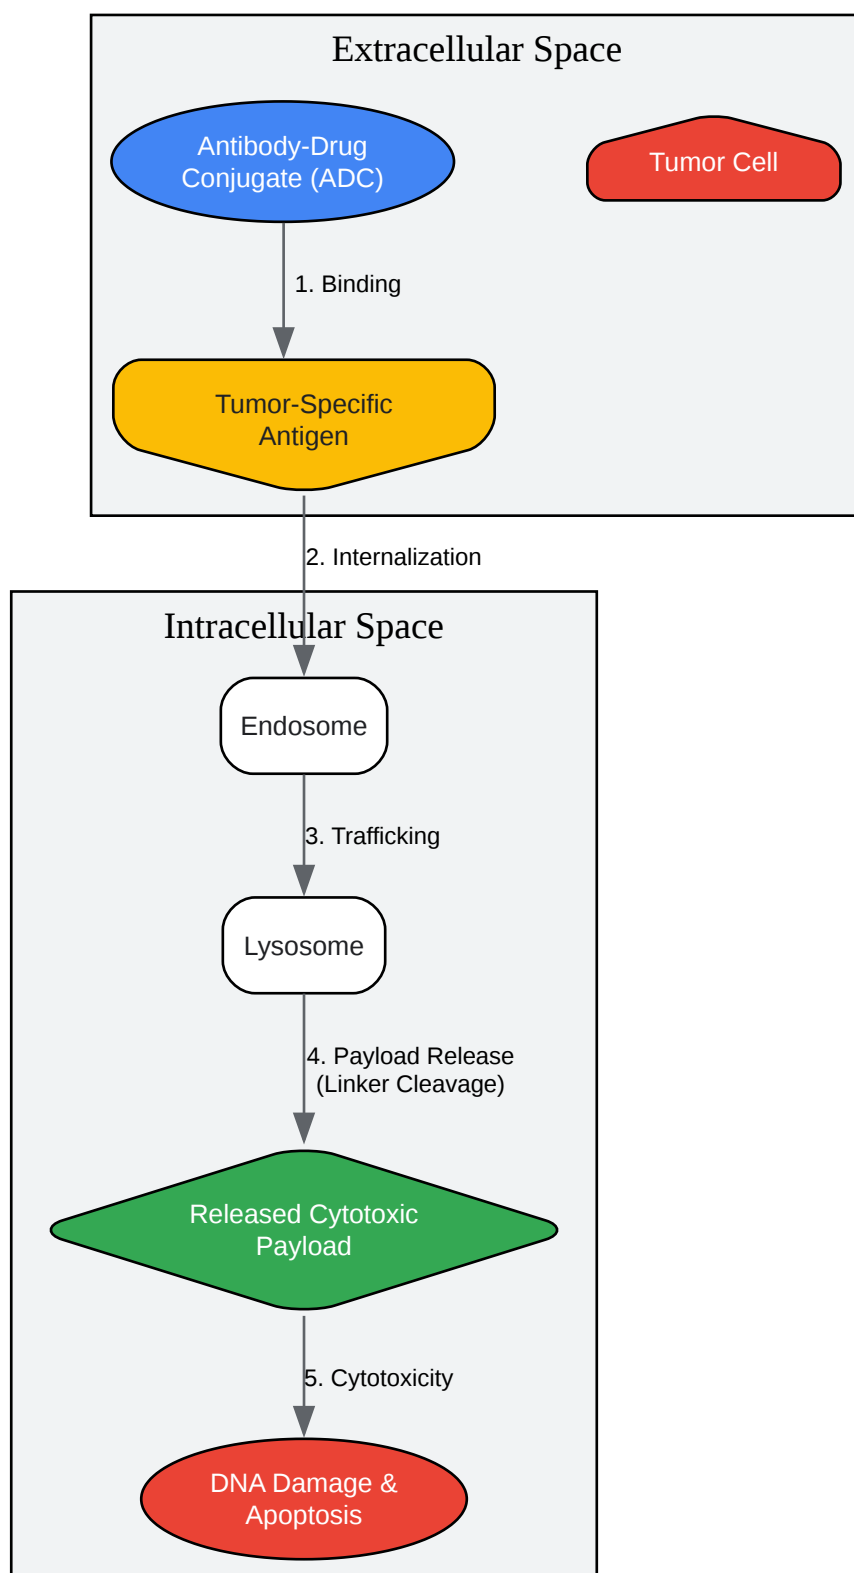 Extracellular Space
Antibody-Drug
Conjugate (ADC)
Tumor Cell
1. Binding
Tumor-Specific
Antigen
2. Internalization
Intracellular Space
Endosome
3. Trafficking
Lysosome
4. Payload Release
(Linker Cleavage)
Released Cytotoxic
Payload
5. Cytotoxicity
DNA Damage &
Apoptosis